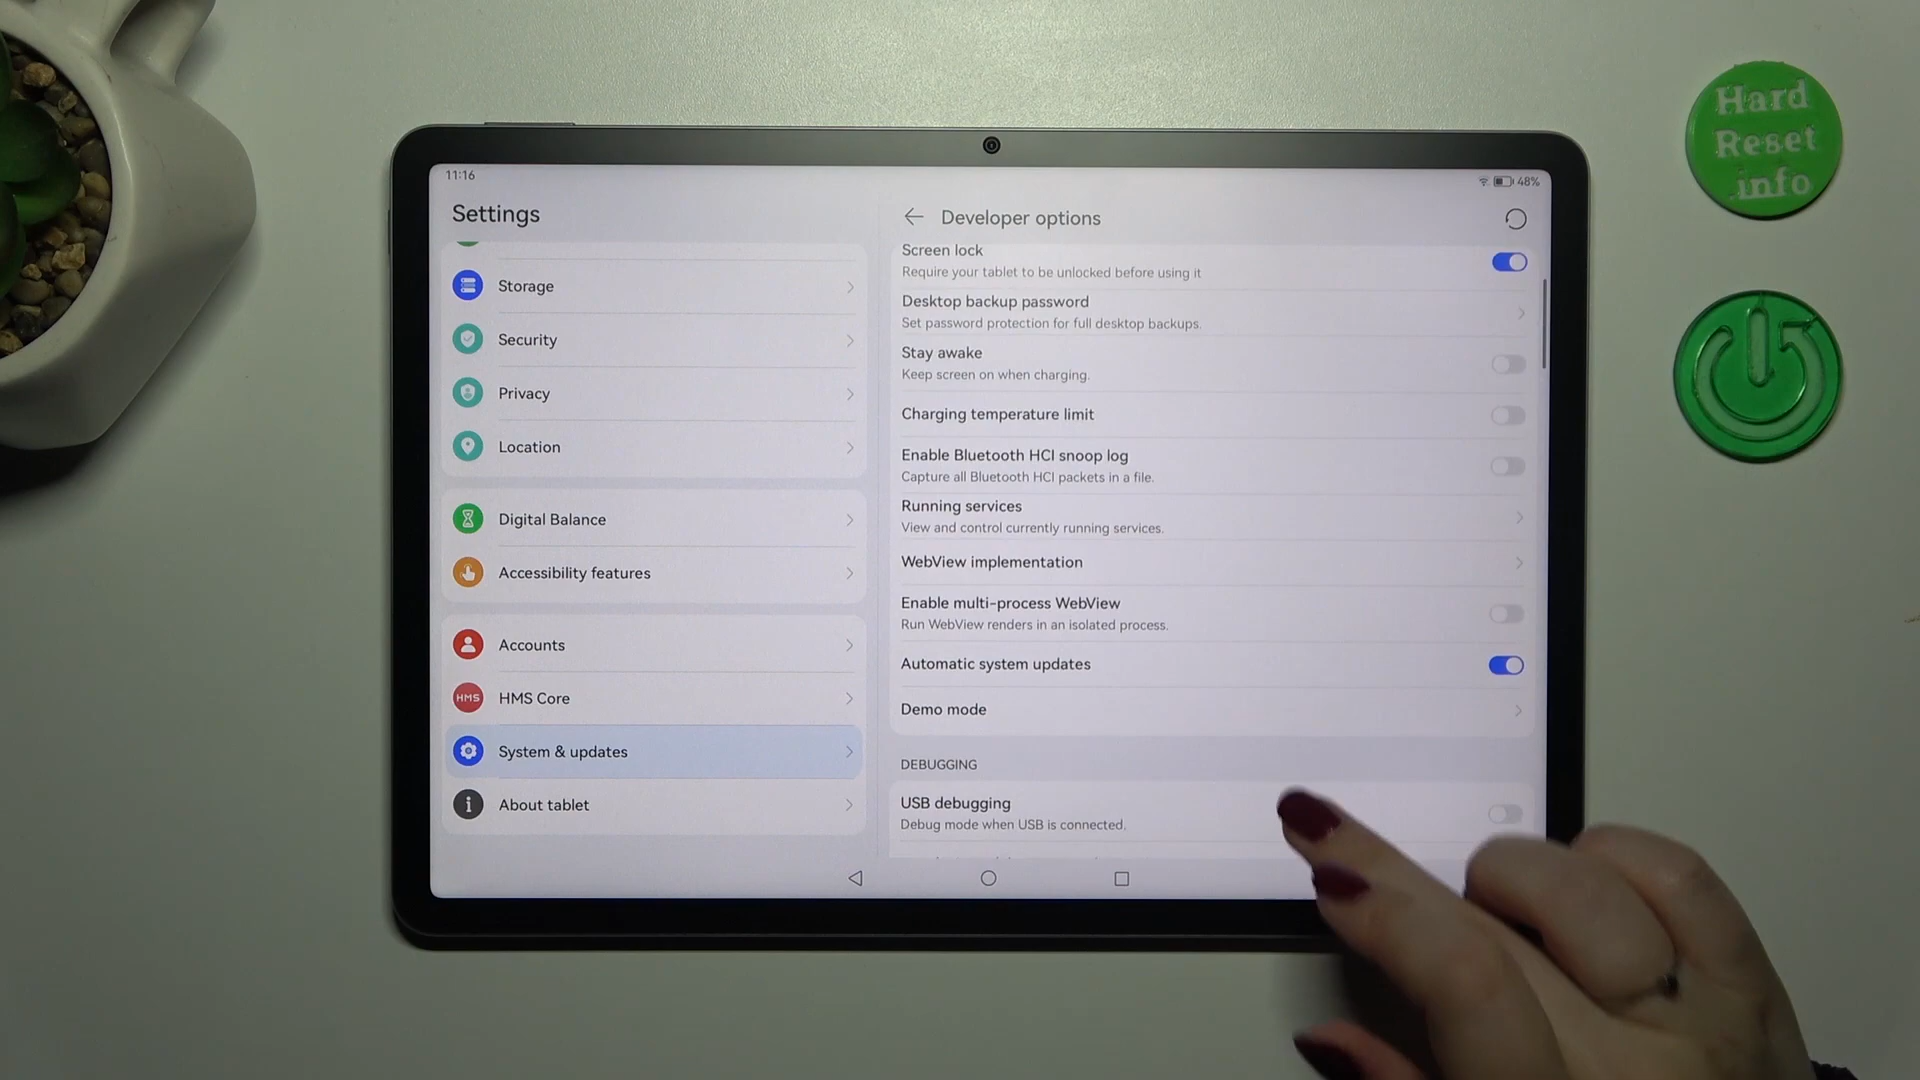 11:16
48%
Settings
Storage
Security
Privacy
Location
Digital Balance
Accessibility features
Accounts
HMS
HMS Core
System & updates
About tablet
Developer options
Screen lock
Require your tablet to be unlocked before using it
Desktop backup password
Set password protection for full desktop backups.
Stay awake
Keep screen on when charging.
Charging temperature limit
Enable Bluetooth HCI snoop log
Capture all Bluetooth HCI packets in a file.
Running services
View and control currently running services.
WebView implementation
Enable multi-process WebView
Run WebView renders in an isolated process.
Automatic system updates
Demo mode
DEBUGGING
USB debugging
Debug mode when USB is connected.
Hard
Reset
.info